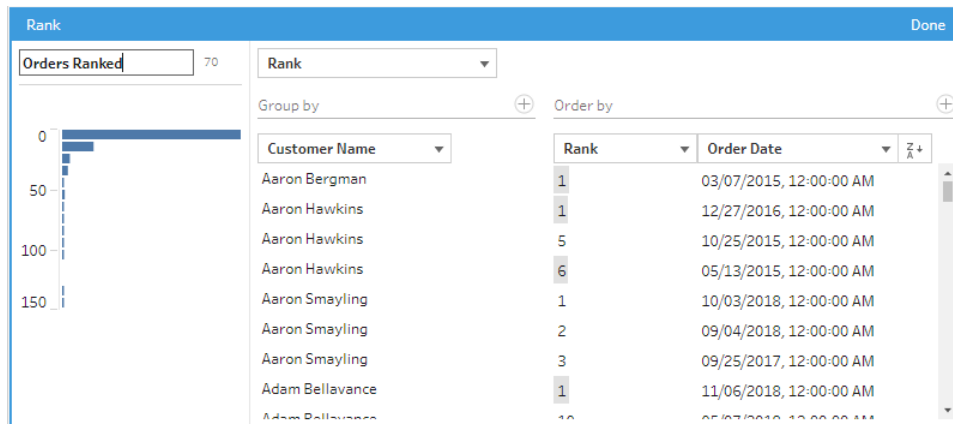 Rank Done
Orders Ranked 70 Rank
Group by Order by
0
50
100
150
Customer Name Rank Order Date
Aaron Bergman 1 03/07/2015, 12:00:00 AM
Aaron Hawkins 1 12/27/2016, 12:00:00 AM
Aaron Hawkins 5 10/25/2015, 12:00:00 AM
Aaron Hawkins 6 05/13/2015, 12:00:00 AM
Aaron Smayling 1 10/03/2018, 12:00:00 AM
Aaron Smayling 2 09/04/2018, 12:00:00 AM
Aaron Smayling 3 09/25/2017, 12:00:00 AM
Adam Bellavance 1 11/06/2018, 12:00:00 AM
Adam Bellavance